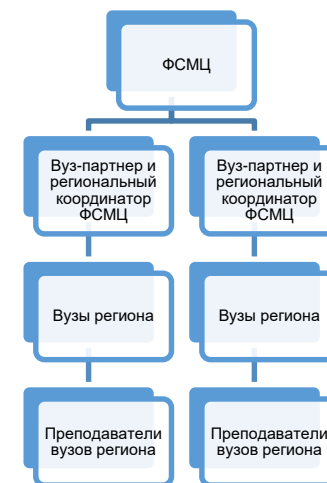 ФСМЦ
Вуз-партнер и
региональный
координатор
ФСМЦ
Вуз-партнер и
региональный
координатор
ФСМЦ
Вузы региона
Вузы региона
Преподаватели
вузов региона
Преподаватели
вузов региона